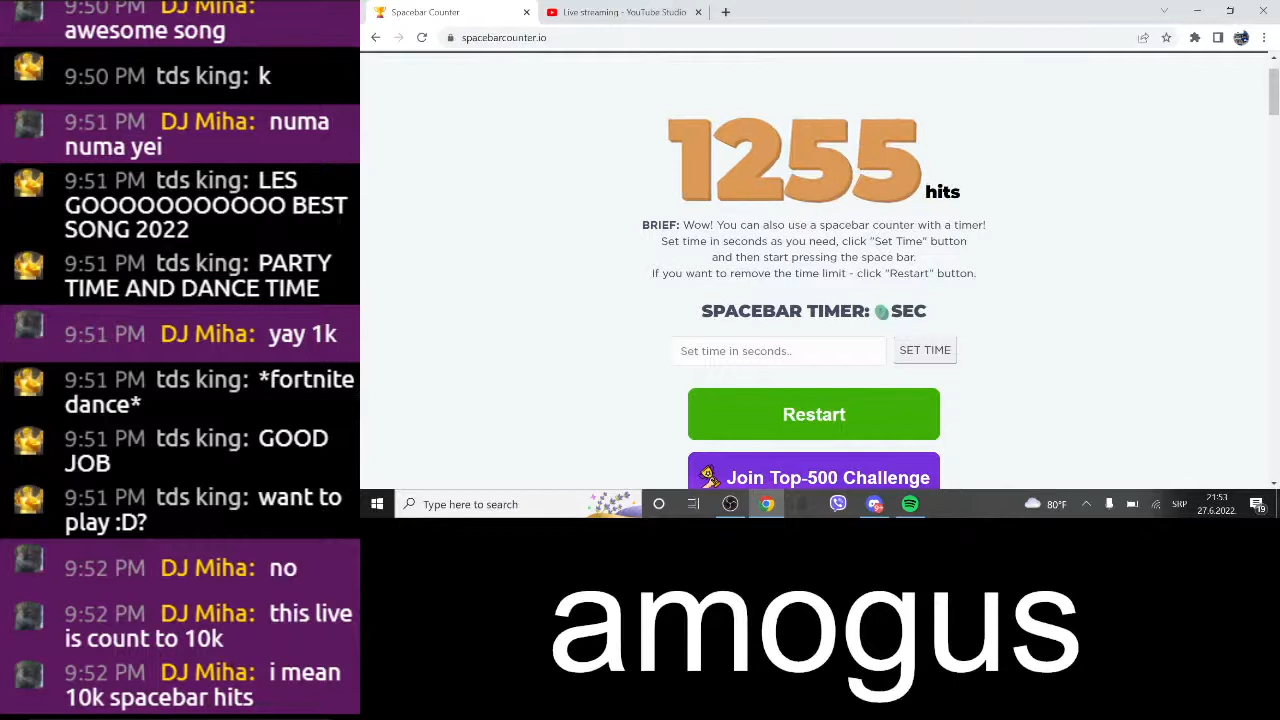 9:50 PM DJ Miha:
awesome song
9:50 PM tds king: k
9:51 PM DJ Miha: numa
numa yei
9:51 PM tds king: LES
GOOOOOOOOOOO BEST
SONG 2022
9:51 PM tds king: PARTY
TIME AND DANCE TIME
9:51 PM DJ Miha: yay 1k
9:51 PM tds king: *fortnite
dance*
9:51 PM tds king: GOOD
JOB
9:51 PM tds king: want to
play :D?
9:52 PM DJ Miha: no
9:52 PM DJ Miha: this live
is count to 10k
9:52 PM DJ Miha: i mean
10k spacebar hits
Spacebar Counter
Live streaming - YouTube Studio
spacebarcounter.io
1255 hits
BRIEF: Wow! You can also use a spacebar counter with a timer!
Set time in seconds as you need, click "Set Time" button
and then start pressing the space bar.
If you want to remove the time limit - click "Restart" button.
SPACEBAR TIMER: 0SEC
Set time in seconds..
SET TIME
Restart
Join Top-500 Challenge
Type here to search
80°F
SRP
21:53
27.6.2022.
19
amogus